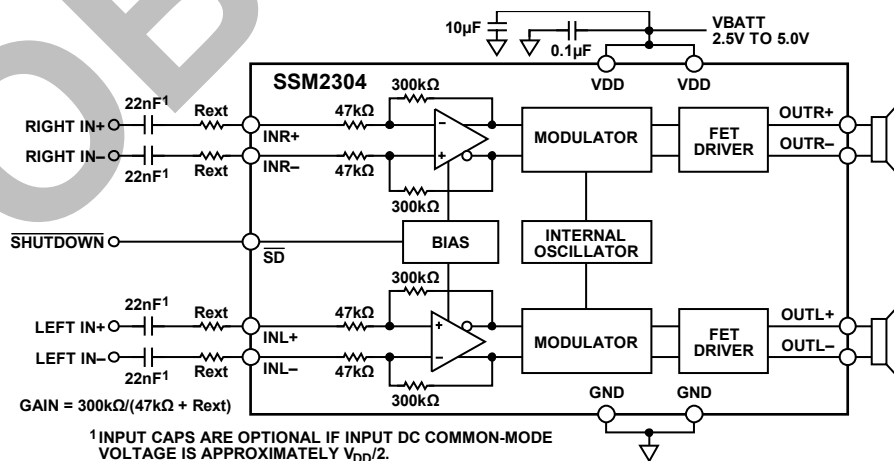 10µF
0.1µF
VBATT
2.5V TO 5.0V
SSM2304
VDD
VDD
22nF1
Rext
RIGHT IN+
INR+
47kΩ
300kΩ
MODULATOR
FET
DRIVER
OUTR+
RIGHT IN–
22nF1
Rext
INR–
47kΩ
300kΩ
OUTR–
SHUTDOWN
SD
BIAS
INTERNAL
OSCILLATOR
22nF1
Rext
LEFT IN+
INL+
47kΩ
300kΩ
MODULATOR
FET
DRIVER
OUTL+
LEFT IN–
22nF1
Rext
INL–
47kΩ
300kΩ
OUTL–
GND
GND
GAIN = 300kΩ/(47kΩ + Rext)
1 INPUT CAPS ARE OPTIONAL IF INPUT DC COMMON-MODE
VOLTAGE IS APPROXIMATELY VDD/2.